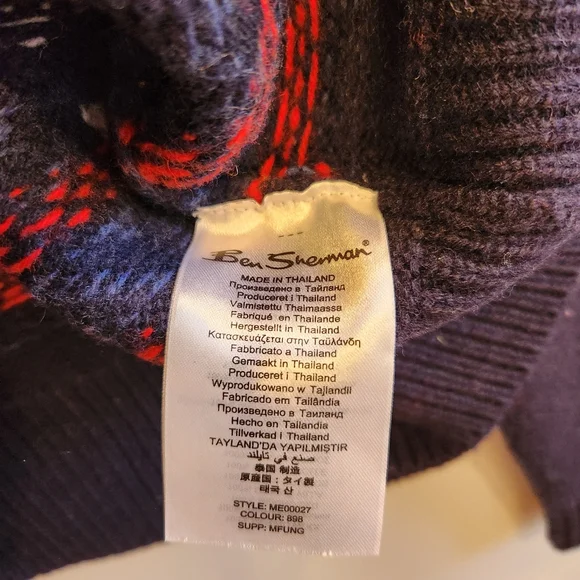 Ben Sherman®
MADE IN THAILAND
Произведено в Тайланд
Produceret i Thailand
Valmistettu Thaimaassa
Fabriqué en Thaïlande
Hergestellt in Thailand
Κατασκευάζεται στην Ταϋλάνδη
Fabbricato a Thailand
Gemaakt in Thailand
Produceret i Thailand
Wyprodukowano w Tajlandii
Fabricado em Tailândia
Произведено в Таиланд
Hecho en Tailandia
Tillverkad i Thailand
TAYLAND'DA YAPILMIŞTIR
صنع في تايلند
泰国 制造
原産国：タイ製
태국 산
STYLE: ME00027
COLOUR: 898
SUPP: MFUNG